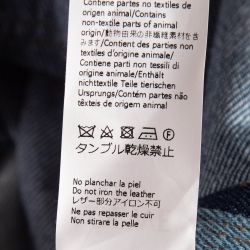 Contiene partes no textiles de
origen animal/Contains
non-textile parts of animal
origin/動物由来の非繊維素材を含
みます/Contient des parties non
textiles d'origine animale/
Contiene parti non tessili di
origine animale/Enthält
nichttextile Teile tierischen
Ursprungs/Contém partes não
têxteis de origem animal
タンブル乾燥禁止
No planchar la piel
Do not iron the leather
レザー部分アイロン不可
Ne pas repasser le cuir
Non stirare la pelle